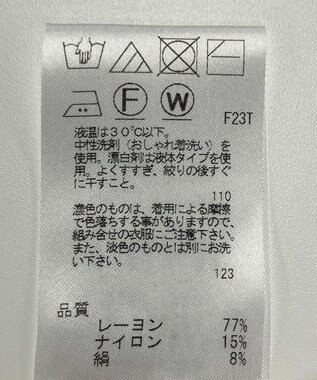 F W
F23T
液温は30℃以下。
中性洗剤（おしゃれ着洗い）を
使用。漂白剤は液体タイプを使
用。よくすすぎ、絞りの後すぐ
に干すこと。
110
濃色のものは、着用による摩擦
で色落ちする事がありますので、
組み合せの衣服にご注意下さい。
また、淡色のものとは別にお洗
い下さい。
123
品質
レーヨン 77%
ナイロン 15%
絹 8%